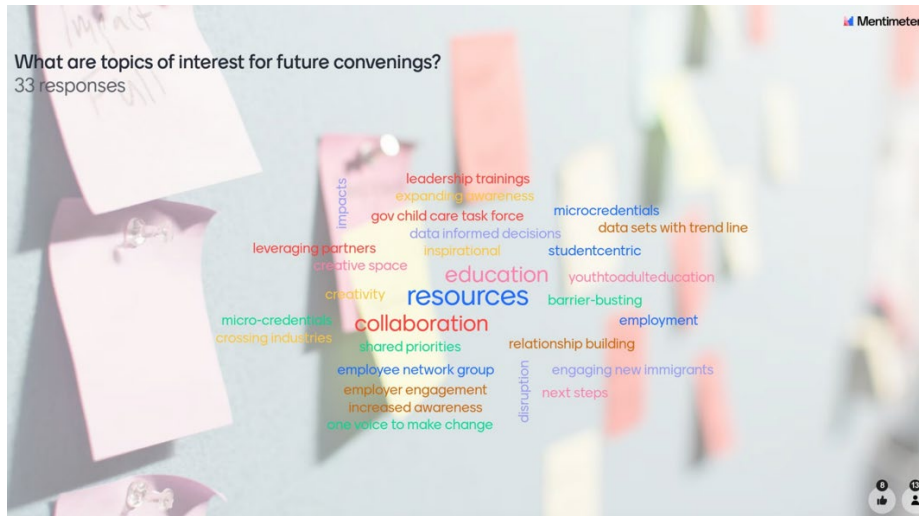 Impact
Full
Mentimeter
What are topics of interest for future convenings?
33 responses
leadership trainings
impacts
expanding awareness
gov child care task force
microcredentials
data informed decisions
data sets with trend line
leveraging partners
inspirational
studentcentric
creative space
education
youthtoadulteducation
creativity
resources
barrier-busting
micro-credentials
collaboration
employment
crossing industries
shared priorities
relationship building
employee network group
disruption
engaging new immigrants
employer engagement
next steps
increased awareness
one voice to make change
8
13